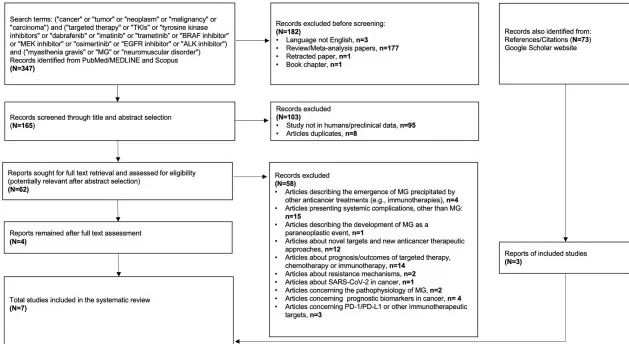 Search terms: ("cancer" or "tumor" or "neoplasm" or "malignancy" or
"carcinoma") and ("targeted therapy" or "TKIs" or "tyrosine kinase
inhibitors" or "dabrafenib" or "imatinib" or "trametinib" or "BRAF inhibitor"
or "MEK inhibitor" or "osimertinib" or "EGFR inhibitor" or "ALK inhibitor")
and ("myasthenia gravis" or "MG" or "neuromuscular disorder")
Records identified from PubMed/MEDLINE and Scopus
(N=347)
Records excluded before screening:
(N=182)
• Language not English, n=3
• Review/Meta-analysis papers, n=177
• Retracted paper, n=1
• Book chapter, n=1
Records also identified from:
References/Citations (N=73)
Google Scholar website
Records screened through title and abstract selection
(N=165)
Records excluded
(N=103)
• Study not in humans/preclinical data, n=95
• Articles duplicates, n=8
Reports sought for full text retrieval and assessed for eligibility
(potentially relevant after abstract selection)
(N=62)
Records excluded
(N=58)
• Articles describing the emergence of MG precipitated by
other anticancer treatments (e.g., immunotherapies), n=4
• Articles presenting systemic complications, other than MG:
n=15
• Articles describing the development of MG as a
paraneoplastic event, n=1
• Articles about novel targets and new anticancer therapeutic
approaches, n=12
• Articles about prognosis/outcomes of targeted therapy,
chemotherapy or immunotherapy, n=14
• Articles about resistance mechanisms, n=2
• Articles about SARS-CoV-2 in cancer, n=1
• Articles concerning the pathophysiology of MG, n=2
• Articles concerning prognostic biomarkers in cancer, n= 4
• Articles concerning PD-1/PD-L1 or other immunotherapeutic
targets, n=3
Reports remained after full text assessment
(N=4)
Reports of included studies
(N=3)
Total studies included in the systematic review
(N=7)